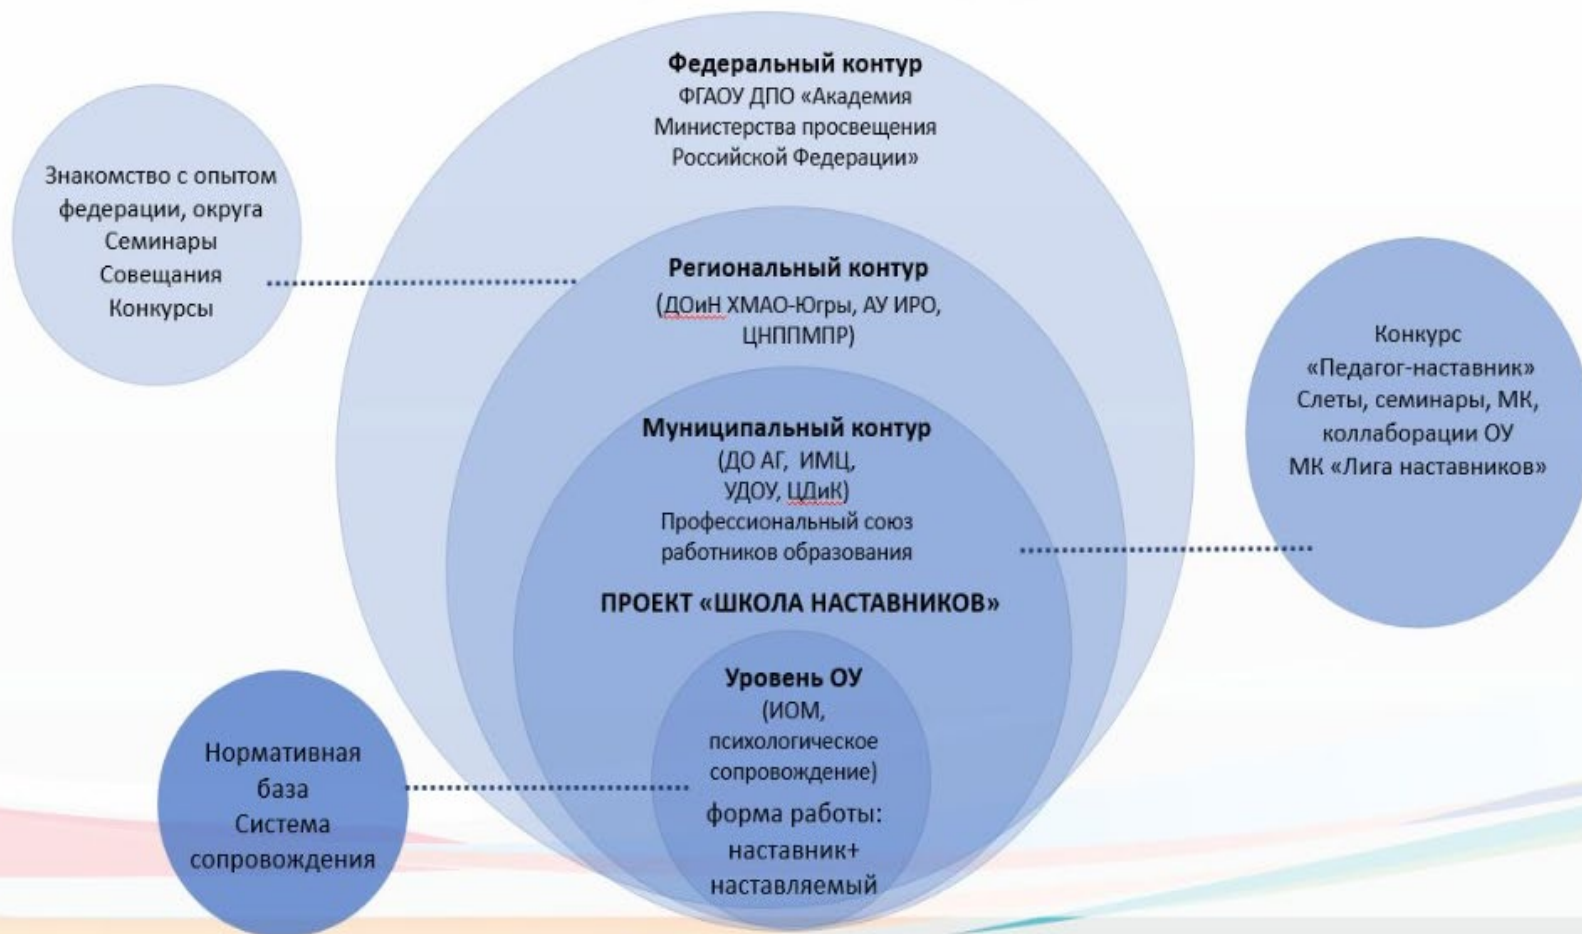 Федеральный контур
ФГАОУ ДПО «Академия
Министерства просвещения
Российской Федерации»
Знакомство с опытом
федерации, округа
Семинары
Совещания
Конкурсы
Региональный контур
(ДОиН ХМАО-Югры, АУ ИРО,
ЦНППМПР)
Конкурс
«Педагог-наставник»
Слеты, семинары, МК,
коллаборации ОУ
МК «Лига наставников»
Муниципальный контур
(ДО АГ, ИМЦ,
УДОУ, ЦДиК)
Профессиональный союз
работников образования
ПРОЕКТ «ШКОЛА НАСТАВНИКОВ»
Уровень ОУ
(ИОМ,
психологическое
сопровождение)
форма работы:
наставник+
наставляемый
Нормативная
база
Система
сопровождения